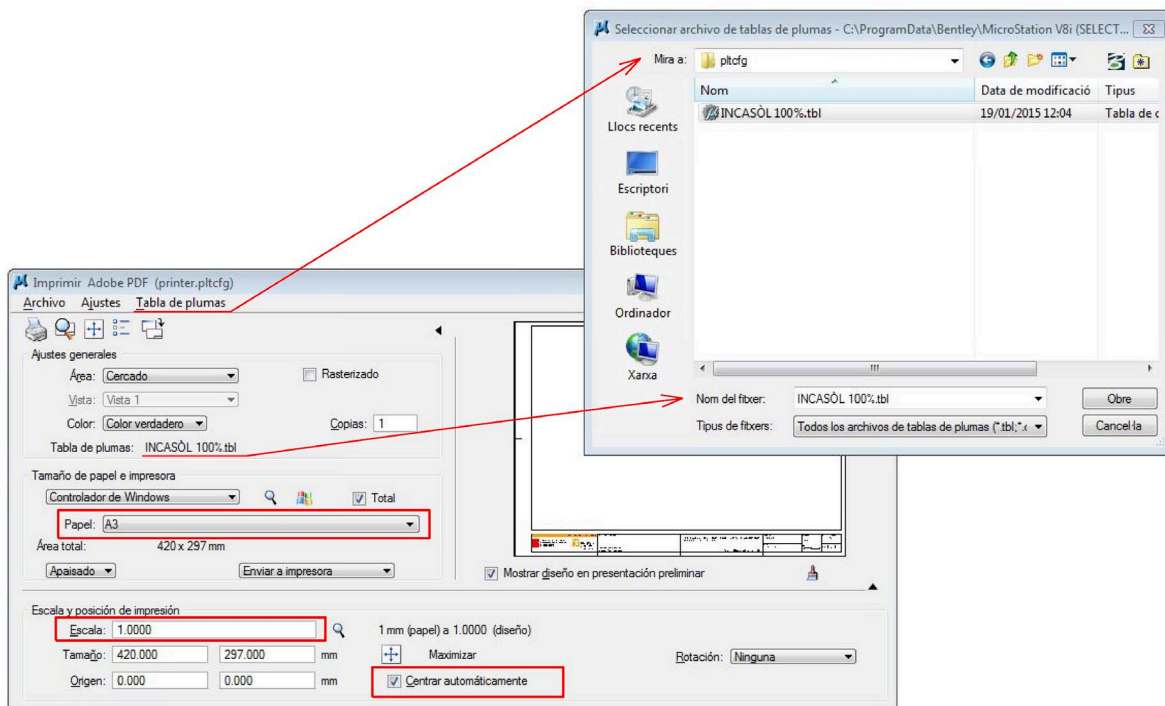 Seleccionar archivo de tablas de plumas - C:\ProgramData\Bentley\MicroStation V8i (SELECT...
Mira a: pltcfg
Nom Data de modificació Tipus
INCASÒL 100%.tbl 19/01/2015 12:04 Tabla de c
Llocs recents
Escriptori
Biblioteques
Ordinador
Xarxa
Nom del fitxer: INCASÒL 100%.tbl Obre
Tipus de fitxers: Todos los archivos de tablas de plumas (*.tbl;*.c Cancel·la
Imprimir Adobe PDF (printer.pltcfg)
Archivo Ajustes Tabla de plumas
Ajustes generales
Área: Cercado Rasterizado
Vista: Vista 1
Color: Color verdadero Copias: 1
Tabla de plumas: INCASÒL 100%.tbl
Tamaño de papel e impresora
Controlador de Windows Total
Papel: A3
Área total: 420 x 297 mm
Apaisado Enviar a impresora
Mostrar diseño en presentación preliminar
Escala y posición de impresión
Escala: 1.0000 1 mm (papel) a 1.0000 (diseño)
Tamaño: 420.000 297.000 mm Maximizar Rotación: Ninguna
Origen: 0.000 0.000 mm Centrar automáticamente